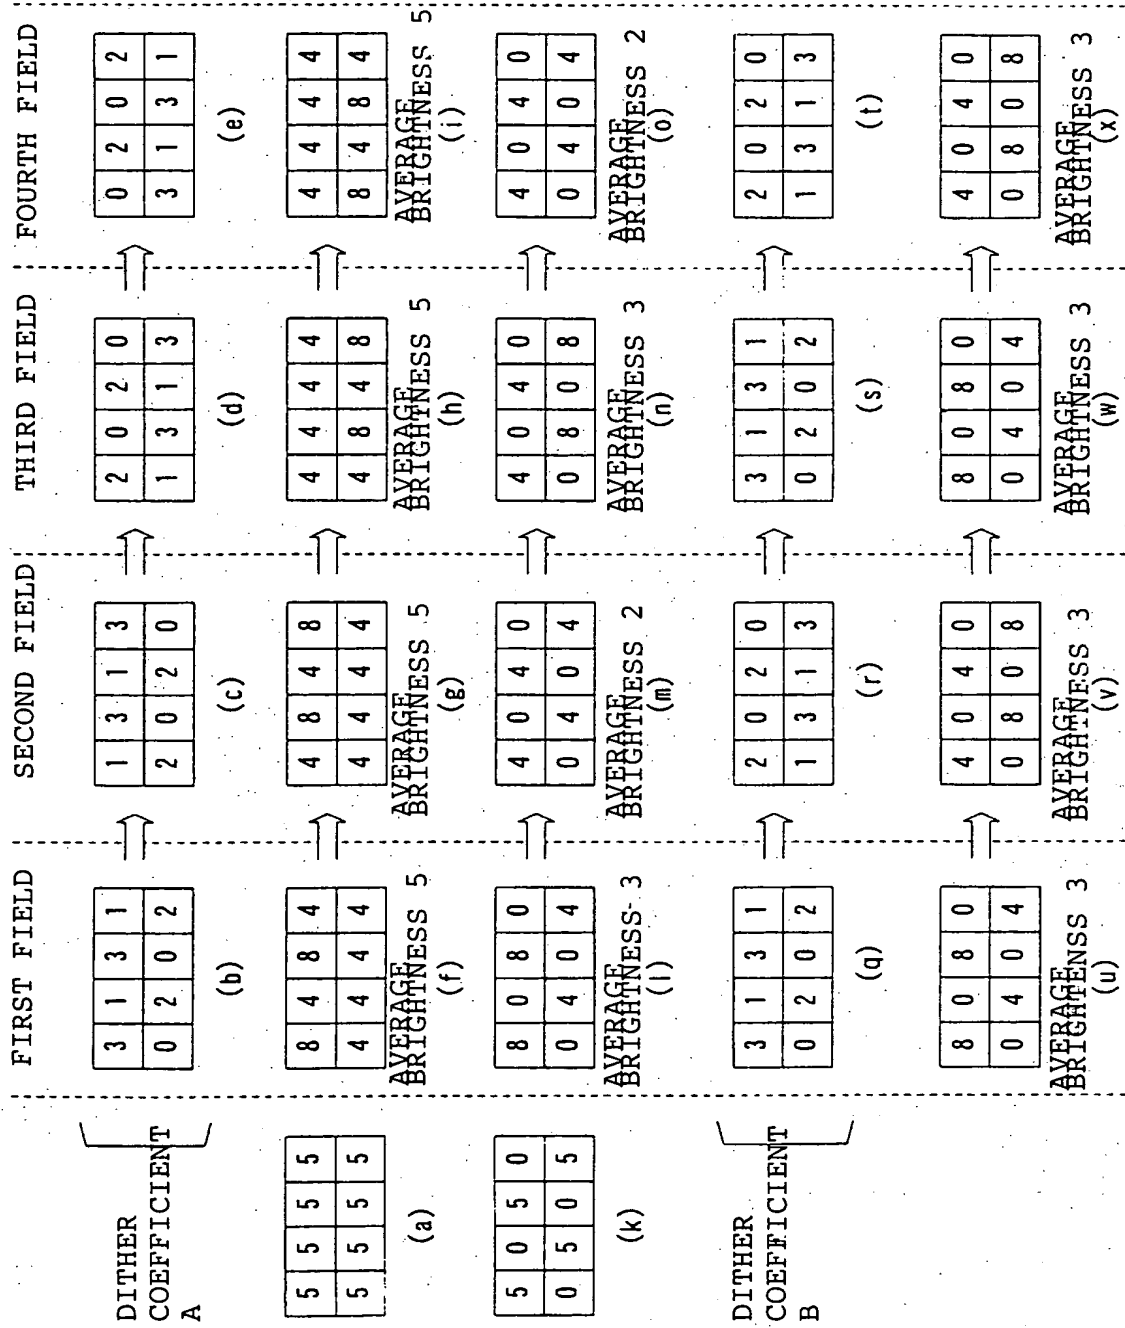 FIRST FIELD SECOND FIELD THIRD FIELD FOURTH FIELD
DITHER
COEFFICIENT
A
3 1 3 1
0 2 0 2
(b)
1 3 1 3
2 0 2 0
(c)
2 0 2 0
1 3 1 3
(d)
0 2 0 2
3 1 3 1
(e)
5 5 5 5
5 5 5 5
(a)
8 4 8 4
4 4 4 4
AVERAGE
BRIGHTNESS 5
(f)
4 8 4 8
4 4 4 4
AVERAGE
BRIGHTNESS 5
(g)
4 4 4 4
4 8 4 8
AVERAGE
BRIGHTNESS 5
(h)
4 4 4 4
8 4 8 4
AVERAGE
BRIGHTNESS 5
(i)
5 0 5 0
0 5 0 5
(k)
8 0 8 0
0 4 0 4
AVERAGE
BRIGHTNESS 3
(l)
4 0 4 0
0 4 0 4
AVERAGE
BRIGHTNESS 2
(m)
4 0 4 0
0 8 0 8
AVERAGE
BRIGHTNESS 3
(n)
4 0 4 0
0 4 0 4
AVERAGE
BRIGHTNESS 2
(o)
DITHER
COEFFICIENT
B
3 1 3 1
0 2 0 2
(q)
2 0 2 0
1 3 1 3
(r)
3 1 3 1
0 2 0 2
(s)
2 0 2 0
1 3 1 3
(t)
8 0 8 0
0 4 0 4
AVERAGE
BRIGHTENSS 3
(u)
4 0 4 0
0 8 0 8
AVERAGE
BRIGHTNESS 3
(v)
8 0 8 0
0 4 0 4
AVERAGE
BRIGHTNESS 3
(w)
4 0 4 0
0 8 0 8
AVERAGE
BRIGHTNESS 3
(x)